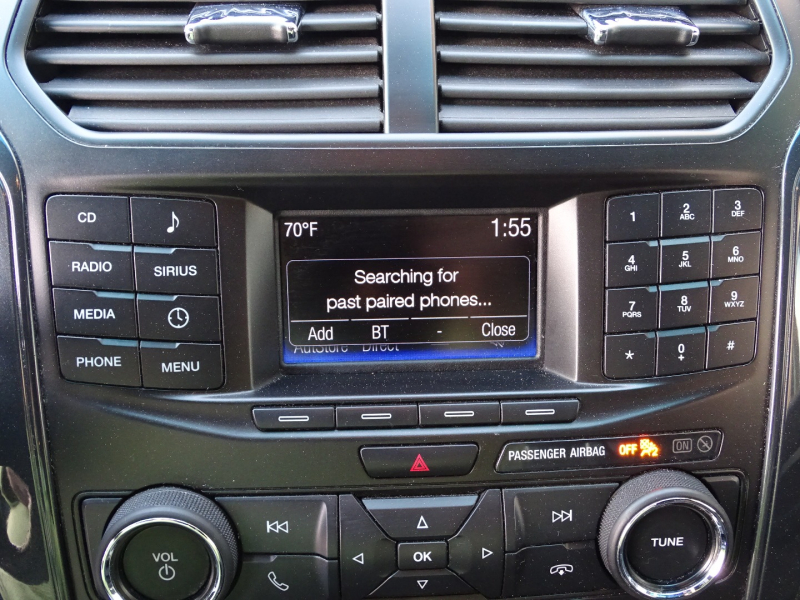 70°F 1:55
Searching for
past paired phones...
Add BT - Close
AutoStore Direct
CD
RADIO SIRIUS
MEDIA
PHONE MENU
1 2 ABC 3 DEF
4 GHI 5 JKL 6 MNO
7 PQRS 8 TUV 9 WXYZ
* 0 + #
PASSENGER AIRBAG OFF ON
VOL
OK
TUNE